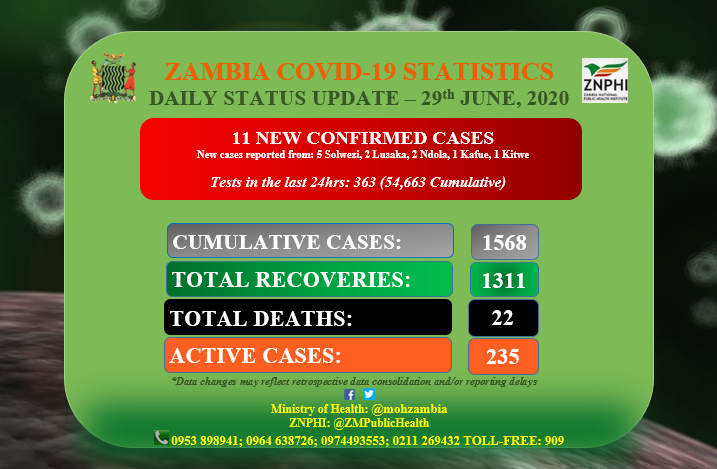 ZAMBIA COVID-19 STATISTICS
DAILY STATUS UPDATE – 29th JUNE, 2020
ZNPHI
ZAMBIA NATIONAL
PUBLIC HEALTH INSTITUTE
11 NEW CONFIRMED CASES
New cases reported from: 5 Solwezi, 2 Lusaka, 2 Ndola, 1 Kafue, 1 Kitwe
Tests in the last 24hrs: 363 (54,663 Cumulative)
CUMULATIVE CASES: 1568
TOTAL RECOVERIES: 1311
TOTAL DEATHS: 22
ACTIVE CASES: 235
*Data changes may reflect retrospective data consolidation and/or reporting delays
Ministry of Health: @mohzambia
ZNPHI: @ZMPublicHealth
0953 898941; 0964 638726; 0974493553; 0211 269432 TOLL-FREE: 909